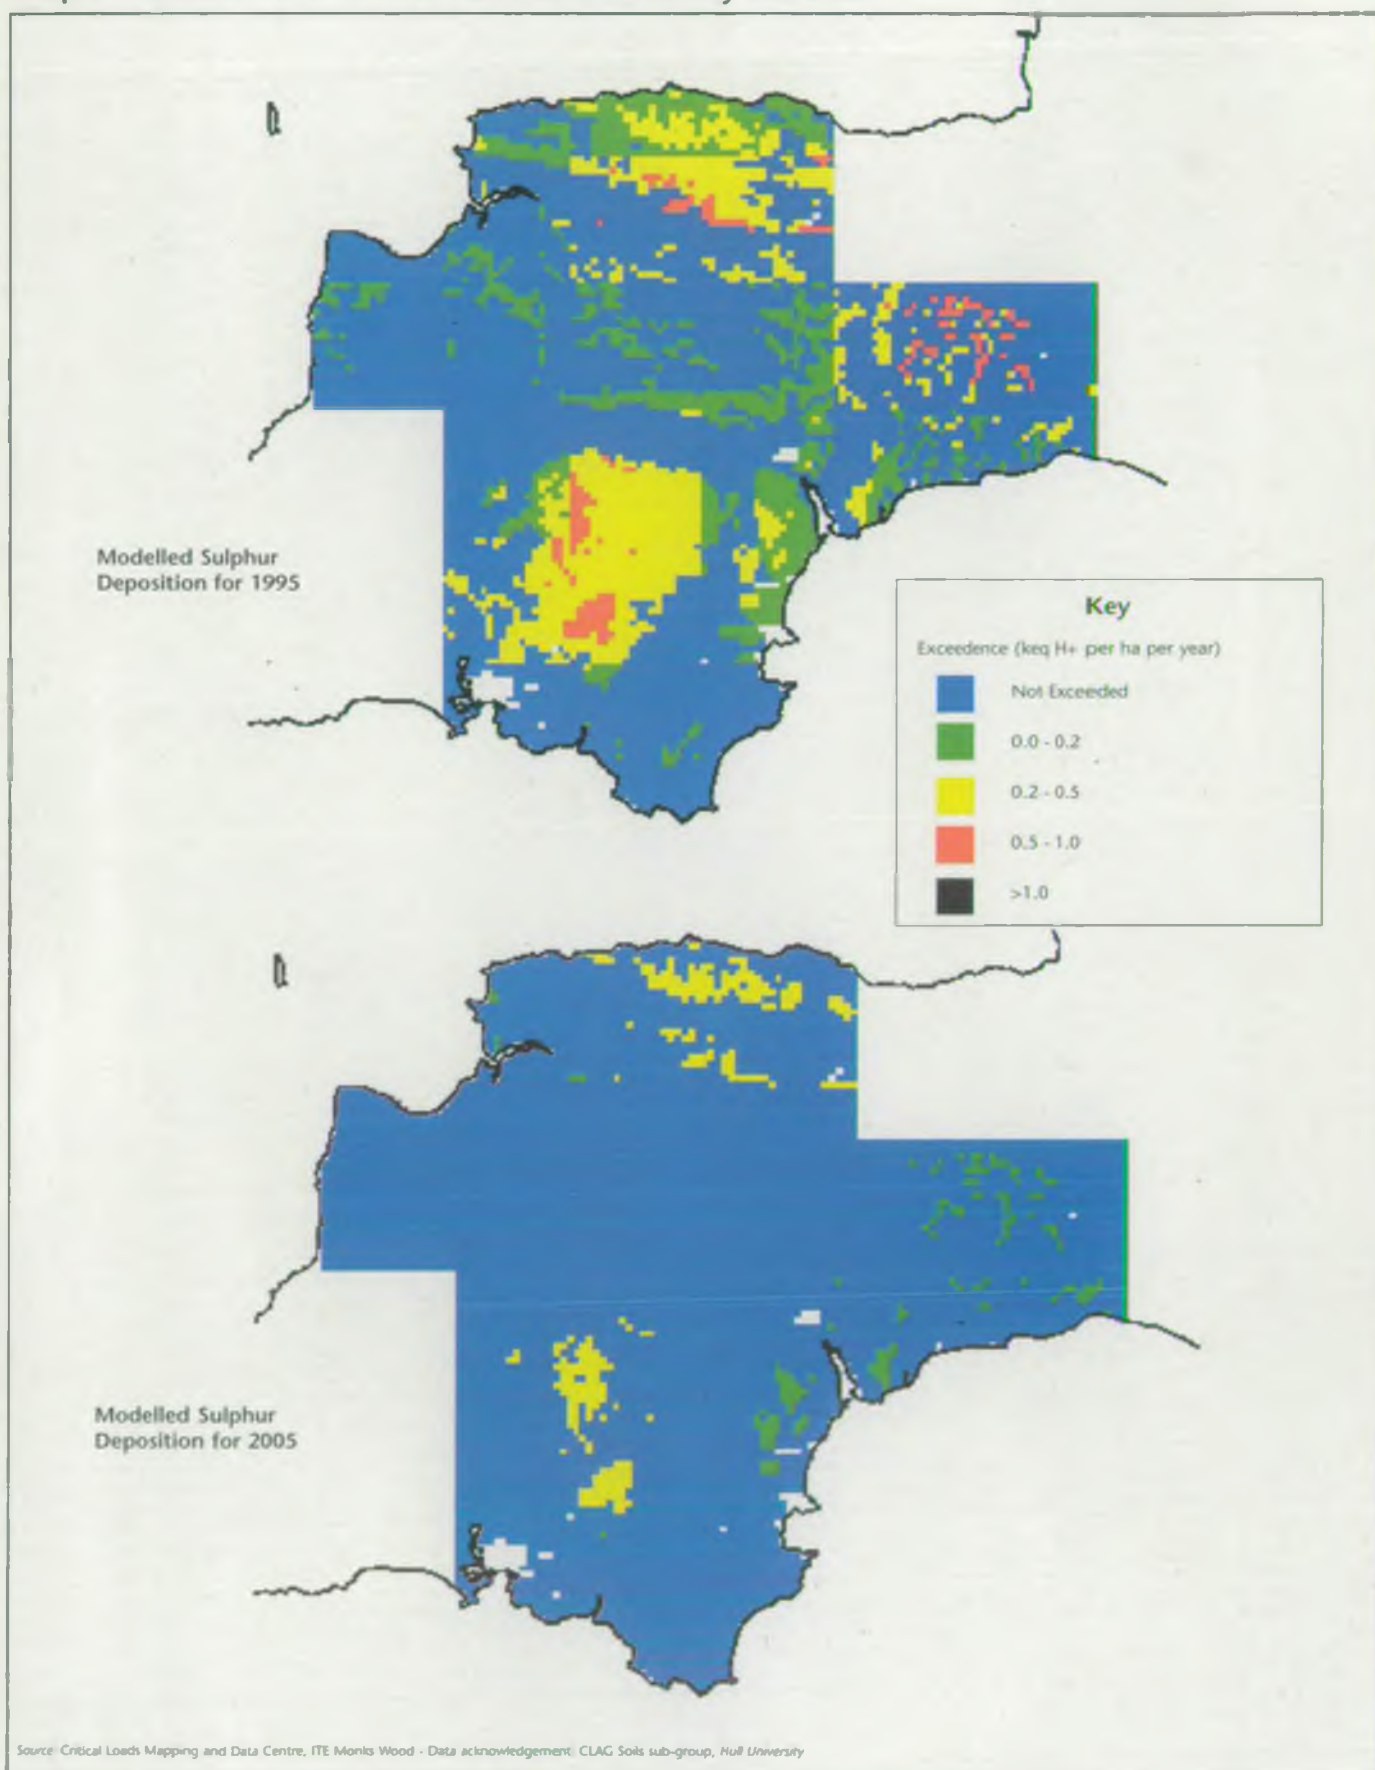 Modelled Sulphur
Deposition for 1995
Key
Exceedence (keq H+ per ha per year)
Not Exceeded
0.0 - 0.2
0.2 - 0.5
0.5 - 1.0
>1.0
Modelled Sulphur
Deposition for 2005
Source: Critical Loads Mapping and Data Centre, ITE Monks Wood - Data acknowledgement: CLAG Soils sub-group, Hull University